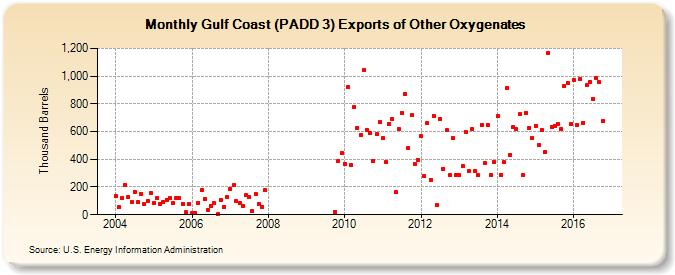 Monthly Gulf Coast (PADD 3) Exports of Other Oxygenates
Thousand Barrels
1,200
1,000
800
600
400
200
0
2004 2006 2008 2010 2012 2014 2016
Source: U.S. Energy Information Administration